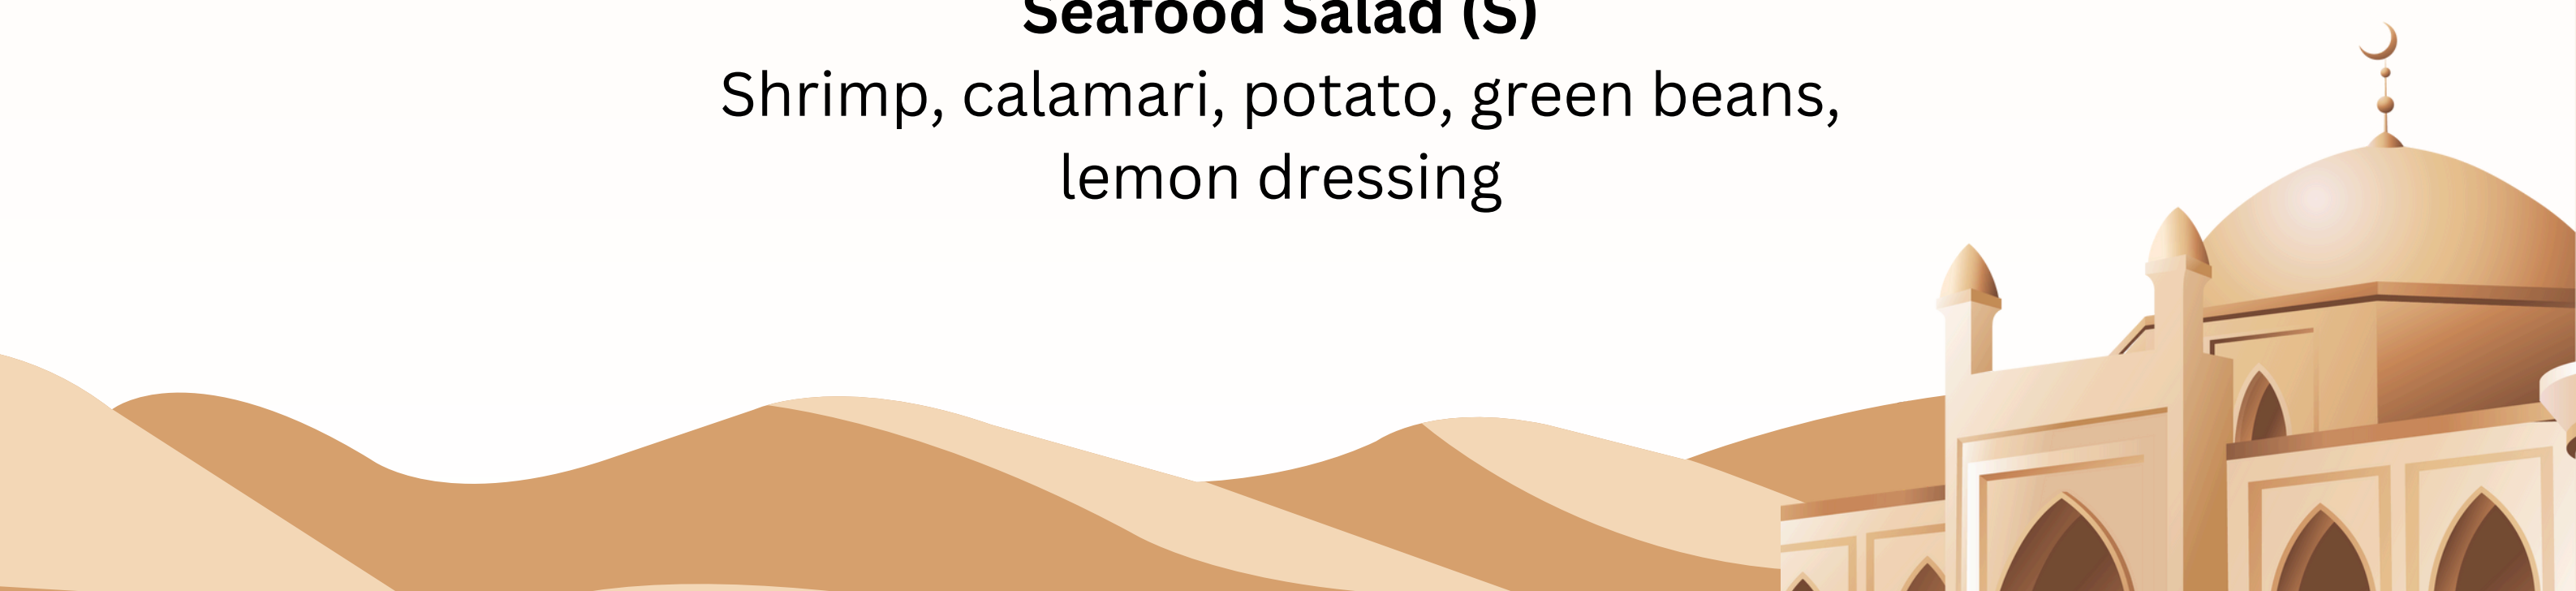 Seafood Salad (S)
Shrimp, calamari, potato, green beans,
lemon dressing